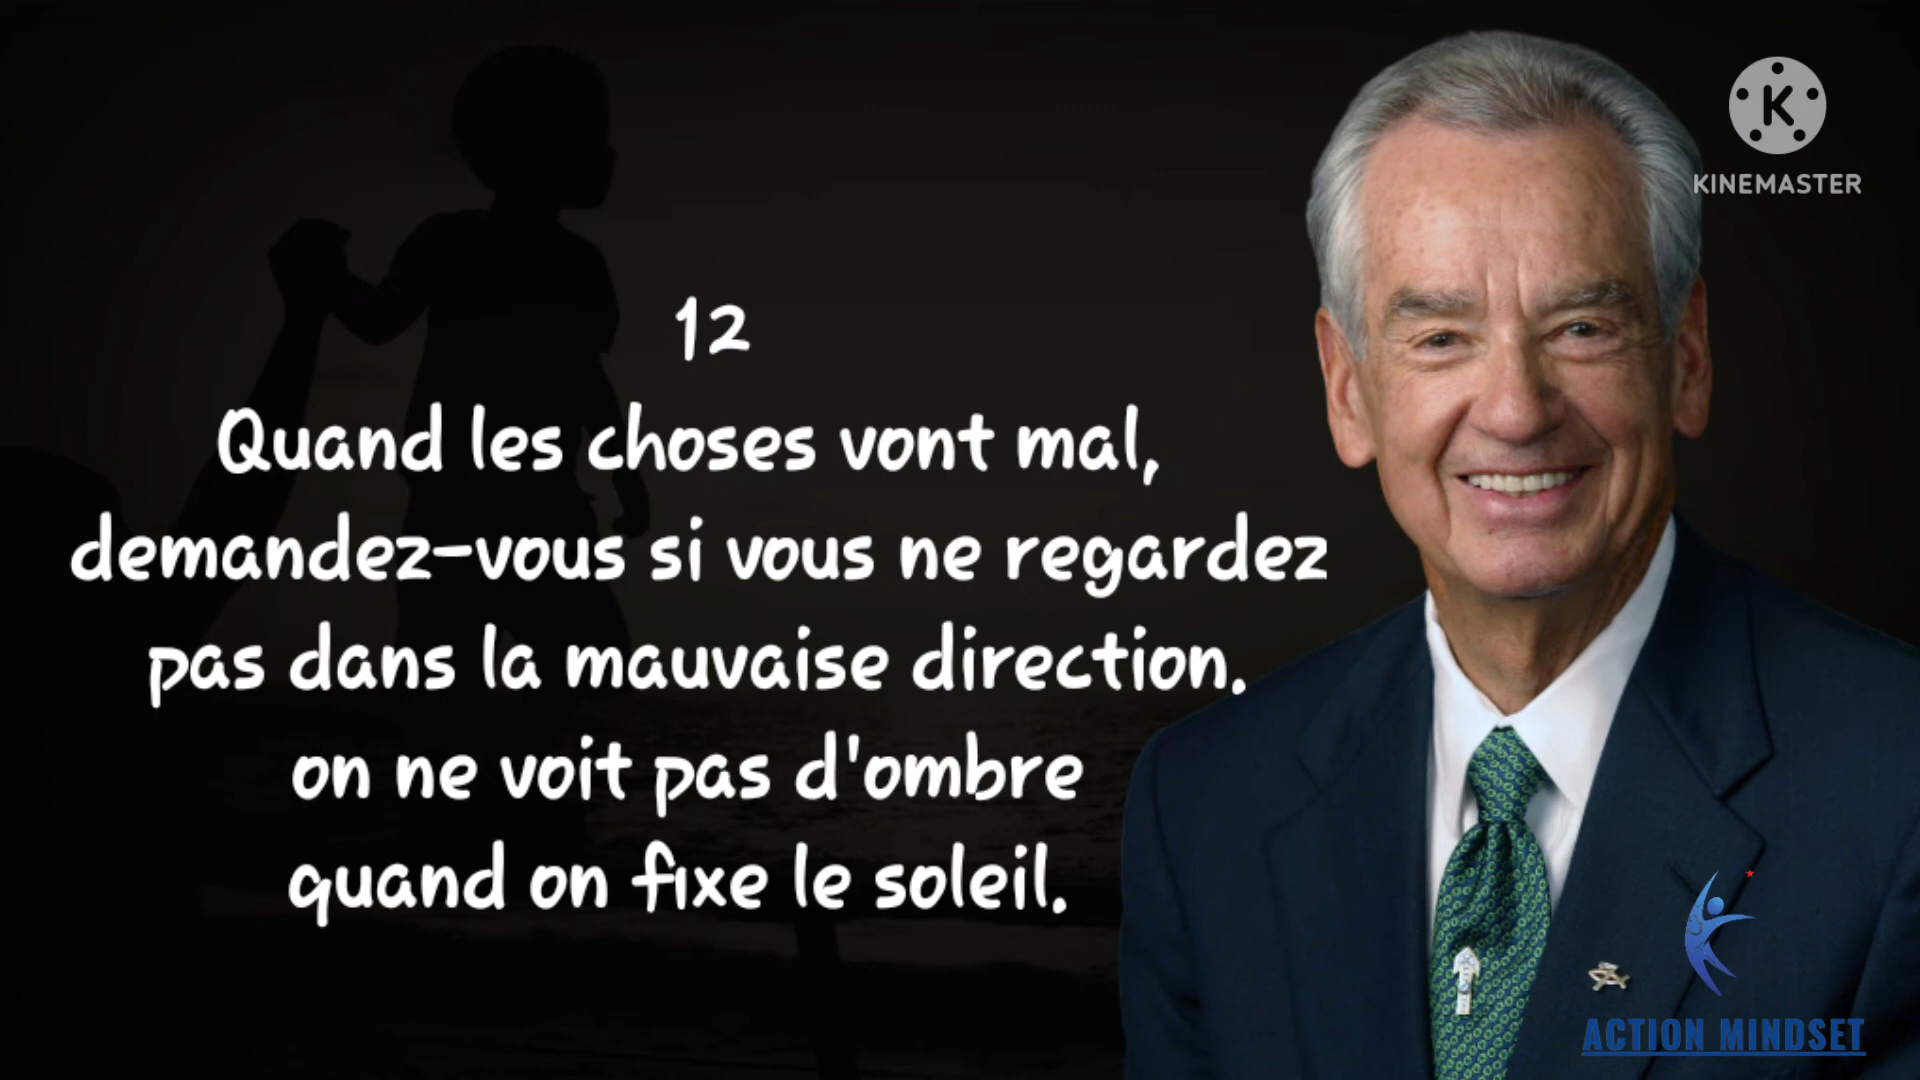 K
KINEMASTER
12
Quand les choses vont mal,
demandez-vous si vous ne regardez
pas dans la mauvaise direction.
on ne voit pas d'ombre
quand on fixe le soleil.
ACTION MINDSET